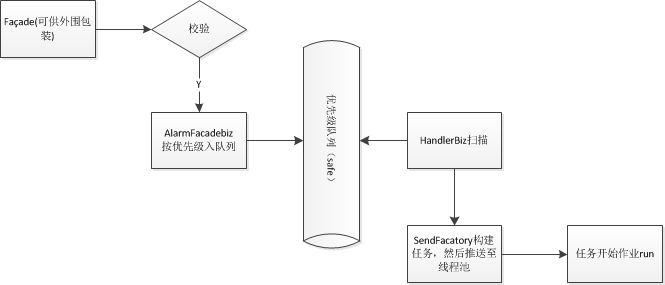 Façade(可供外围包
装)
校验
Y
AlarmFacadebiz
按优先级入队列
优先级队列（safe）
HandlerBiz扫描
SendFacatory构建
任务，然后推送至
线程池
任务开始作业run